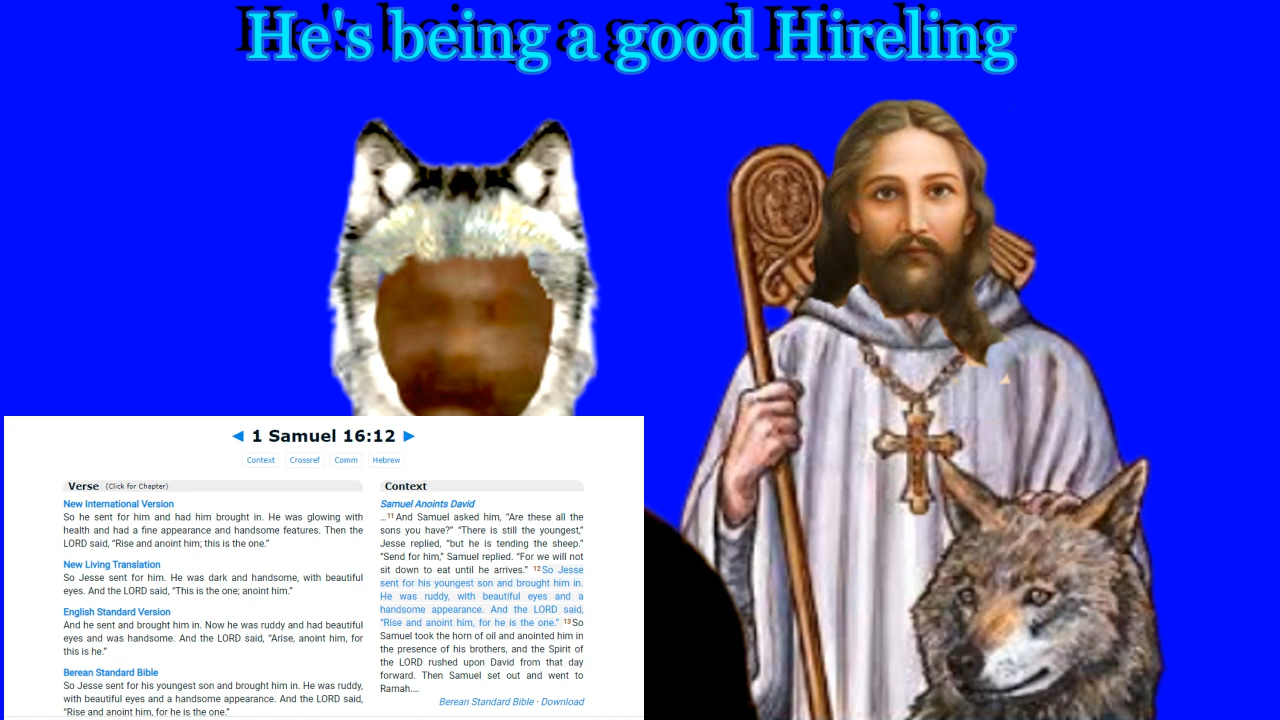 He's being a good Hireling
◄ 1 Samuel 16:12 ►
Context Crossref Comm Hebrew
Verse (Click for Chapter)
New International Version
So he sent for him and had him brought in. He was glowing with
health and had a fine appearance and handsome features. Then the
LORD said, “Rise and anoint him; this is the one.”
New Living Translation
So Jesse sent for him. He was dark and handsome, with beautiful
eyes. And the LORD said, “This is the one; anoint him.”
English Standard Version
And he sent and brought him in. Now he was ruddy and had beautiful
eyes and was handsome. And the LORD said, “Arise, anoint him, for
this is he.”
Berean Standard Bible
So Jesse sent for his youngest son and brought him in. He was ruddy,
with beautiful eyes and a handsome appearance. And the LORD said,
“Rise and anoint him, for he is the one.”
Context
Samuel Anoints David
…11And Samuel asked him, “Are these all the
sons you have?” “There is still the youngest,”
Jesse replied, “but he is tending the sheep.”
“Send for him,” Samuel replied. “For we will not
sit down to eat until he arrives.” 12So Jesse
sent for his youngest son and brought him in.
He was ruddy, with beautiful eyes and a
handsome appearance. And the LORD said,
“Rise and anoint him, for he is the one.” 13So
Samuel took the horn of oil and anointed him in
the presence of his brothers, and the Spirit of
the LORD rushed upon David from that day
forward. Then Samuel set out and went to
Ramah.…
Berean Standard Bible · Download